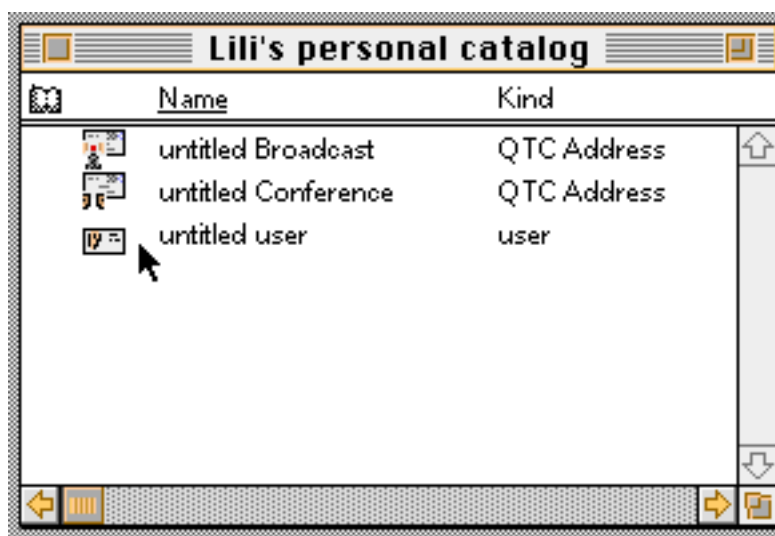 Lili's personal catalog
Name Kind
untitled Broadcast QTC Address
untitled Conference QTC Address
untitled user user